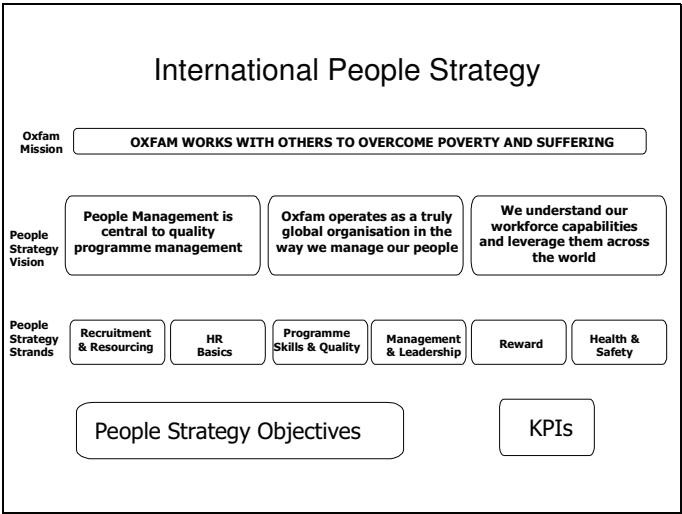 International People Strategy
Oxfam
Mission
OXFAM WORKS WITH OTHERS TO OVERCOME POVERTY AND SUFFERING
People
Strategy
Vision
People Management is
central to quality
programme management
Oxfam operates as a truly
global organisation in the
way we manage our people
We understand our
workforce capabilities
and leverage them across
the world
People
Strategy
Strands
Recruitment
& Resourcing
HR
Basics
Programme
Skills & Quality
Management
& Leadership
Reward
Health &
Safety
People Strategy Objectives
KPIs